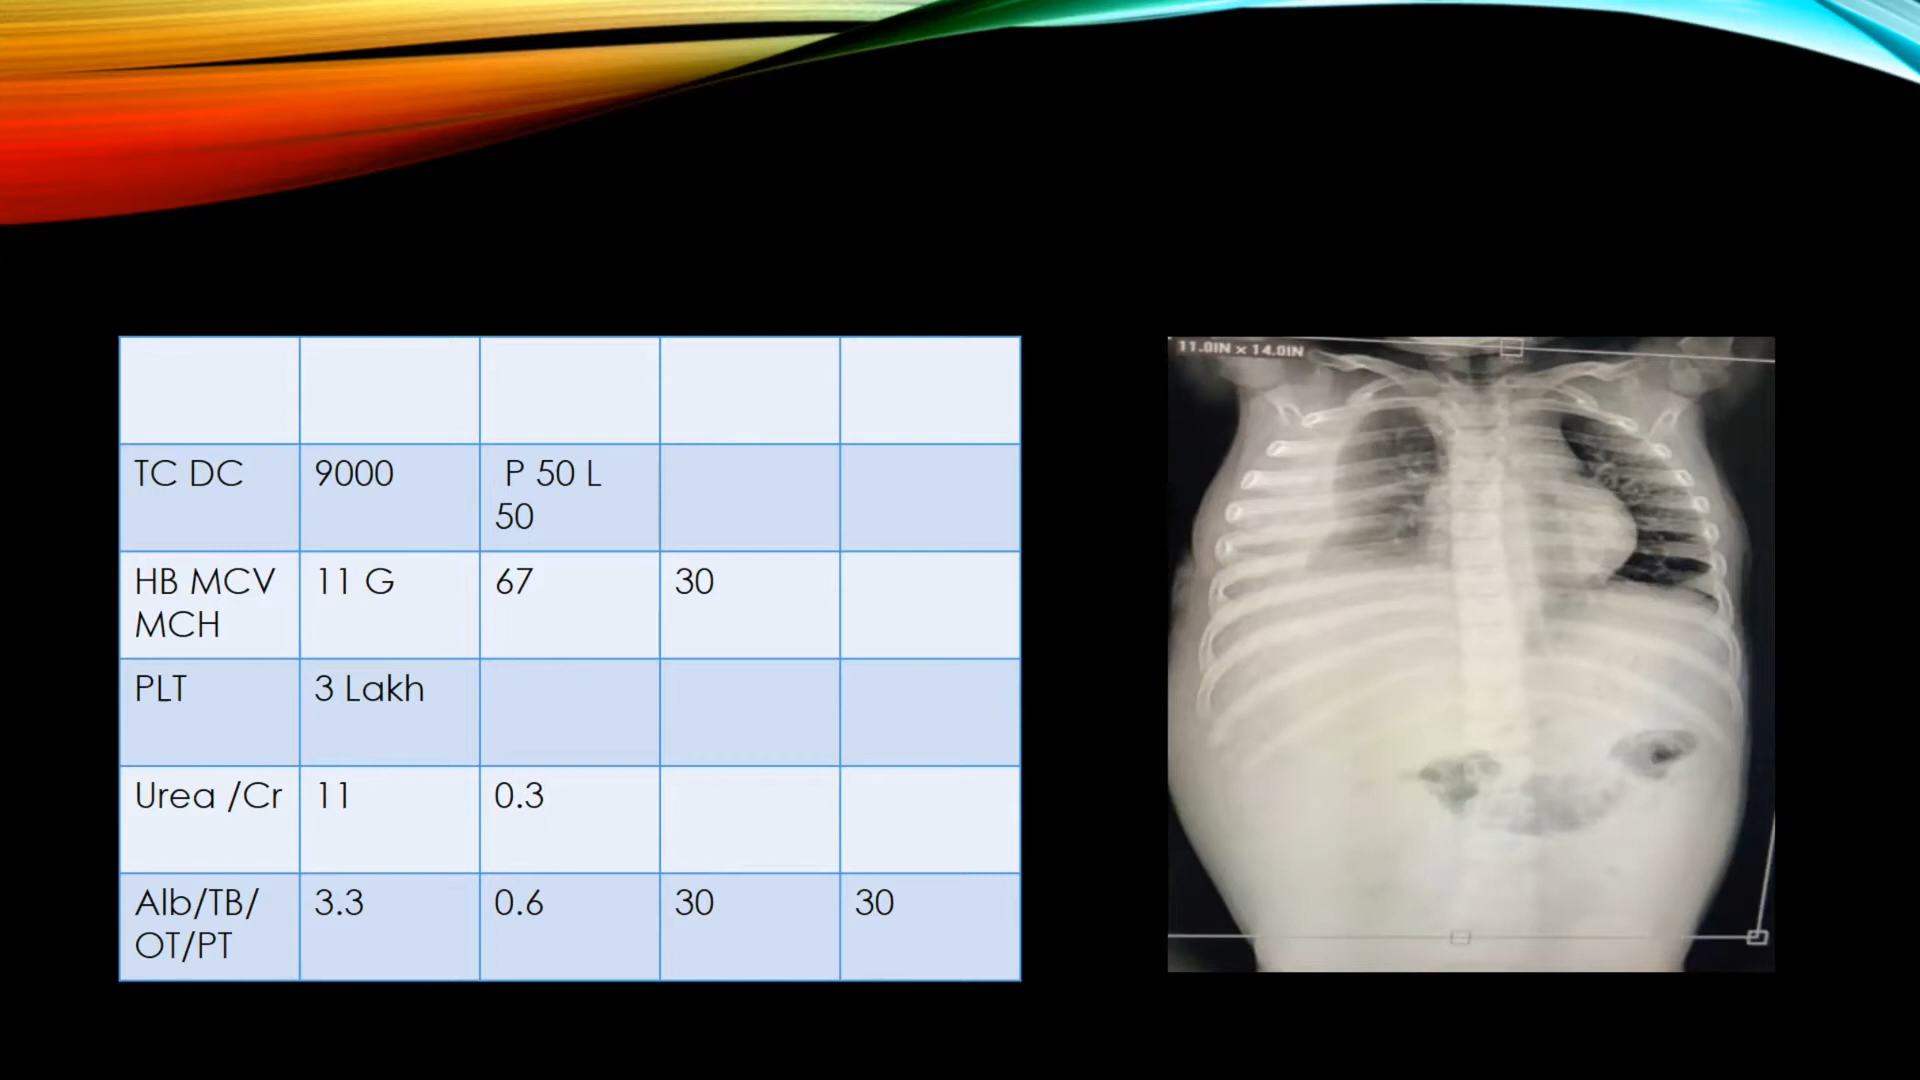 TC DC 9000 P 50 L
50
HB MCV 11 G 67 30
MCH
PLT 3 Lakh
Urea /Cr 11 0.3
Alb/TB/ 3.3 0.6 30 30
OT/PT
11.0IN x 14.0IN